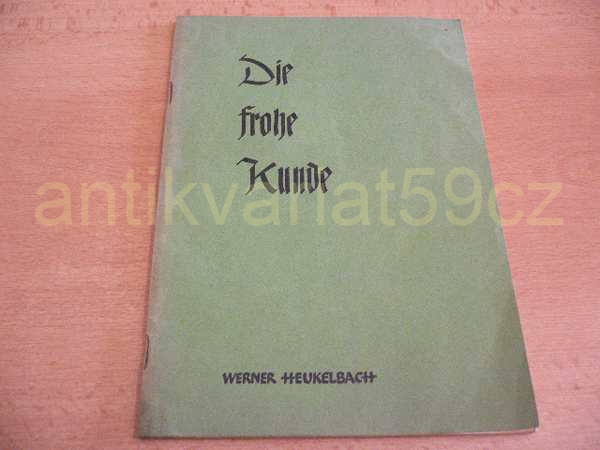 Die
frohe
Kunde
antikvariat59cz
WERNER HEUKELBACH